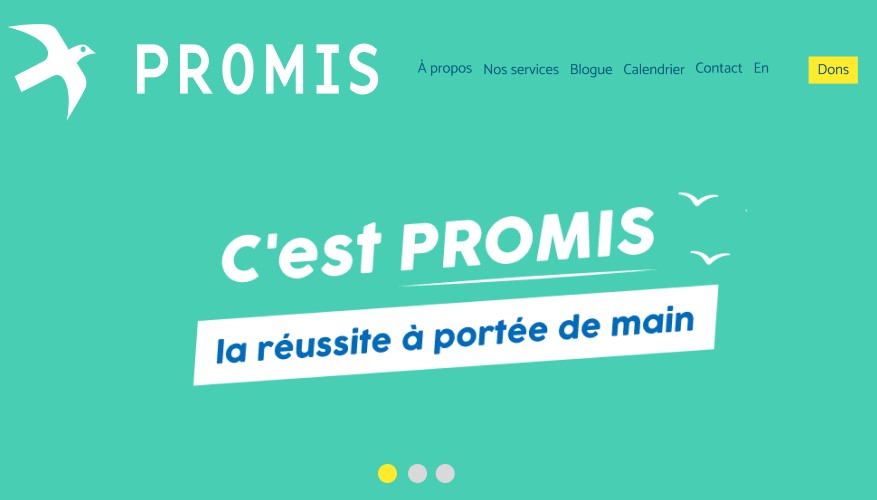 PROMIS
À propos Nos services Blogue Calendrier Contact En Dons
C'est PROMIS
la réussite à portée de main